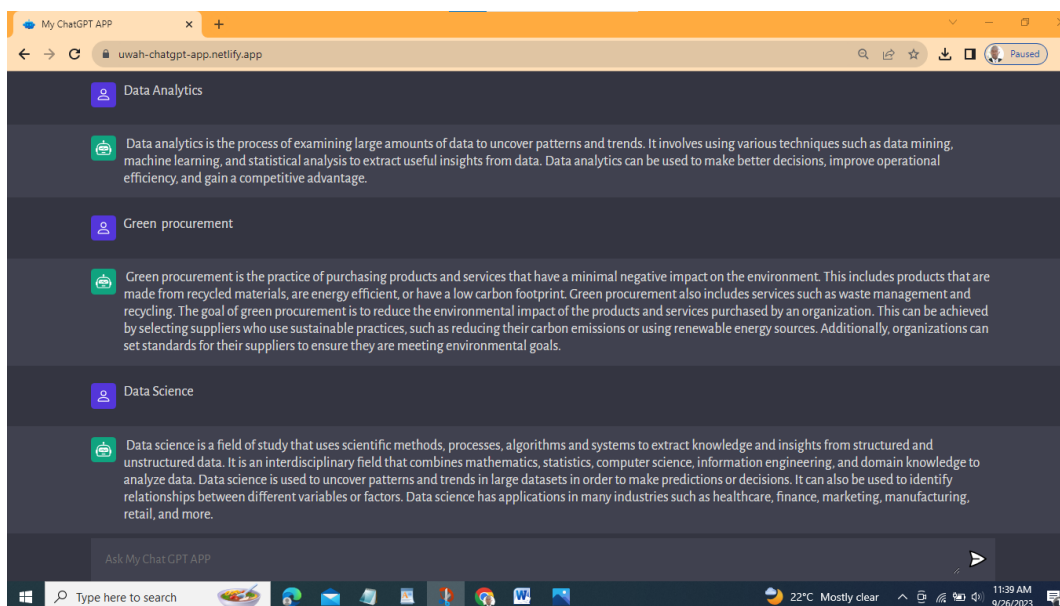 My ChatGPT APP
uwah-chatgpt-app.netlify.app
Paused
Data Analytics
Data analytics is the process of examining large amounts of data to uncover patterns and trends. It involves using various techniques such as data mining,
machine learning, and statistical analysis to extract useful insights from data. Data analytics can be used to make better decisions, improve operational
efficiency, and gain a competitive advantage.
Green procurement
Green procurement is the practice of purchasing products and services that have a minimal negative impact on the environment. This includes products that are
made from recycled materials, are energy efficient, or have a low carbon footprint. Green procurement also includes services such as waste management and
recycling. The goal of green procurement is to reduce the environmental impact of the products and services purchased by an organization. This can be achieved
by selecting suppliers who use sustainable practices, such as reducing their carbon emissions or using renewable energy sources. Additionally, organizations can
set standards for their suppliers to ensure they are meeting environmental goals.
Data Science
Data science is a field of study that uses scientific methods, processes, algorithms and systems to extract knowledge and insights from structured and
unstructured data. It is an interdisciplinary field that combines mathematics, statistics, computer science, information engineering, and domain knowledge to
analyze data. Data science is used to uncover patterns and trends in large datasets in order to make predictions or decisions. It can also be used to identify
relationships between different variables or factors. Data science has applications in many industries such as healthcare, finance, marketing, manufacturing,
retail, and more.
Ask My Chat GPT APP
Type here to search
22°C Mostly clear
11:39 AM
9/26/2023